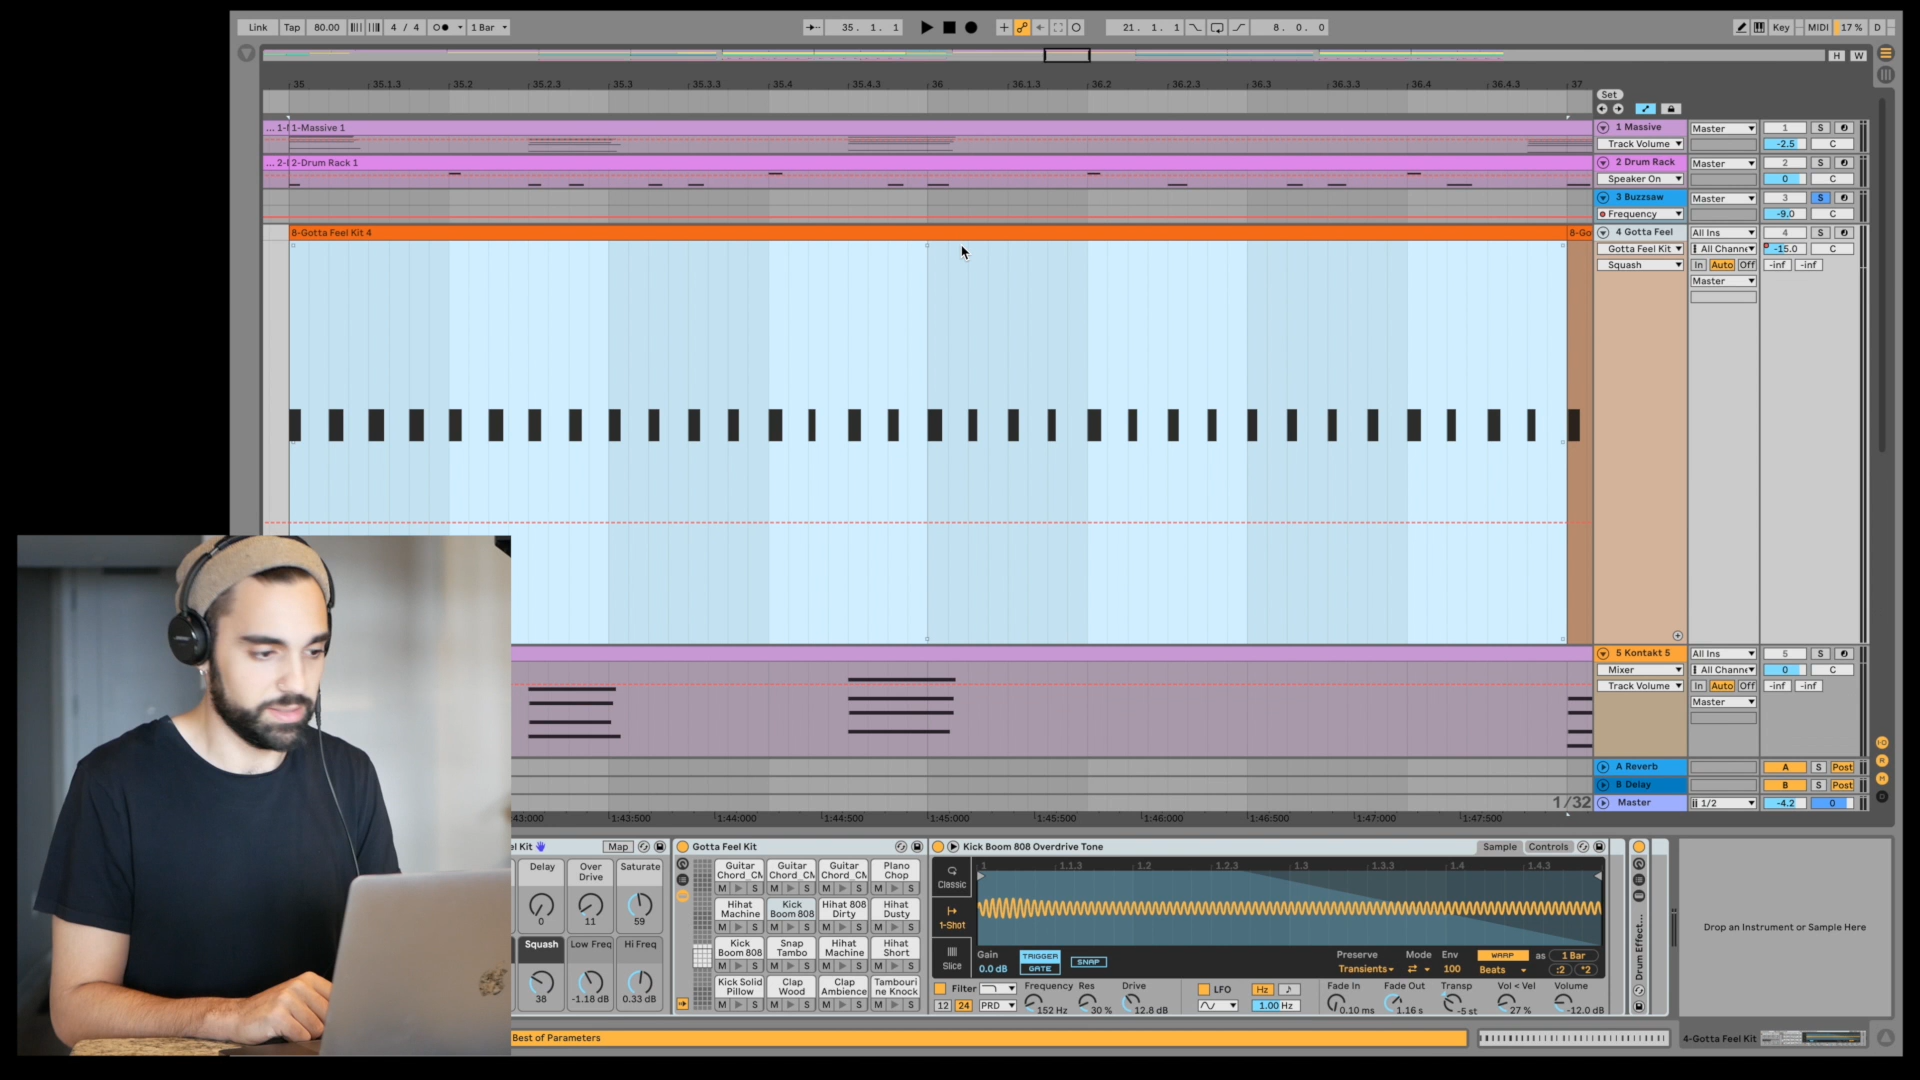 Link Tap 80.00 4 / 4 1 Bar 35. 1. 1 21. 1. 1 8. 0. 0 Key MIDI 17 % D
H W
35 35.1.3 35.2 35.2.3 35.3 35.3.3 35.4 35.4.3 36 36.1.3 36.2 36.2.3 36.3 36.3.3 36.4 36.4.3 37
Set
1-Massive 1
1 Massive Master 1 S
Track Volume -2.5 C
2-Drum Rack 1
2 Drum Rack Master 2 S
Speaker On 0 C
3 Buzzsaw Master 3 S
Frequency -9.0 C
8-Gotta Feel Kit 4 8-Go
4 Gotta Feel All Ins 4 S
Gotta Feel Kit All Channe -15.0 C
Squash In Auto Off -inf -inf
Master
5 Kontakt 5 All Ins 5 S
Mixer All Channe 0 C
Track Volume In Auto Off -inf -inf
Master
A Reverb A S Post
B Delay B S Post
1/32 Master 1/2 -4.2 0
43:000 1:43:500 1:44:000 1:44:500 1:45:000 1:45:500 1:46:000 1:46:500 1:47:000 1:47:500
el Kit Map
Delay Over Drive Saturate
0 11 59
Squash Low Freq Hi Freq
38 -1.18 dB 0.33 dB
Gotta Feel Kit
Guitar Chord_CM Guitar Chord_CM Guitar Chord_CM Piano Chop
M S M S M S M S
Hihat Machine Kick Boom 808 Hihat 808 Dirty Hihat Dusty
M S M S M S M S
Kick Boom 808 Snap Tambo Hihat Machine Hihat Short
M S M S M S M S
Kick Solid Pillow Clap Wood Clap Ambience Tambouri ne Knock
M S M S M S M S
Kick Boom 808 Overdrive Tone Sample Controls
1 1.1.3 1.2 1.2.3 1.3 1.3.3 1.4 1.4.3
Classic
1-Shot
Slice
Gain TRIGGER SNAP Preserve Mode Env WARP as 1 Bar
0.0 dB GATE Transients 100 Beats :2 *2
Filter Frequency Res Drive LFO Hz Fade In Fade Out Transp Vol < Vel Volume
12 24 PRD 152 Hz 30 % 12.8 dB 1.00 Hz 0.10 ms 1.16 s -5 st 27 % -12.0 dB
Drum Effect...
Drop an Instrument or Sample Here
Best of Parameters
4-Gotta Feel Kit